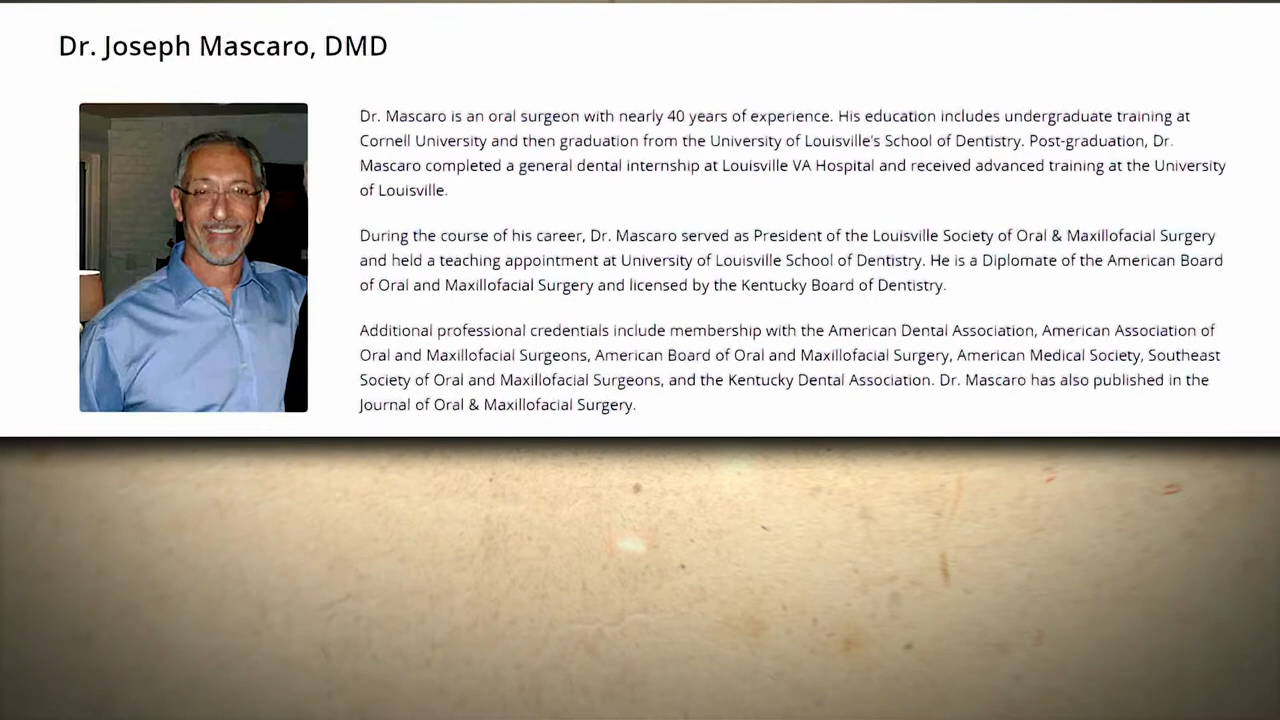 Dr. Joseph Mascaro, DMD
Dr. Mascaro is an oral surgeon with nearly 40 years of experience. His education includes undergraduate training at
Cornell University and then graduation from the University of Louisville's School of Dentistry. Post-graduation, Dr.
Mascaro completed a general dental internship at Louisville VA Hospital and received advanced training at the University
of Louisville.
During the course of his career, Dr. Mascaro served as President of the Louisville Society of Oral & Maxillofacial Surgery
and held a teaching appointment at University of Louisville School of Dentistry. He is a Diplomate of the American Board
of Oral and Maxillofacial Surgery and licensed by the Kentucky Board of Dentistry.
Additional professional credentials include membership with the American Dental Association, American Association of
Oral and Maxillofacial Surgeons, American Board of Oral and Maxillofacial Surgery, American Medical Society, Southeast
Society of Oral and Maxillofacial Surgeons, and the Kentucky Dental Association. Dr. Mascaro has also published in the
Journal of Oral & Maxillofacial Surgery.